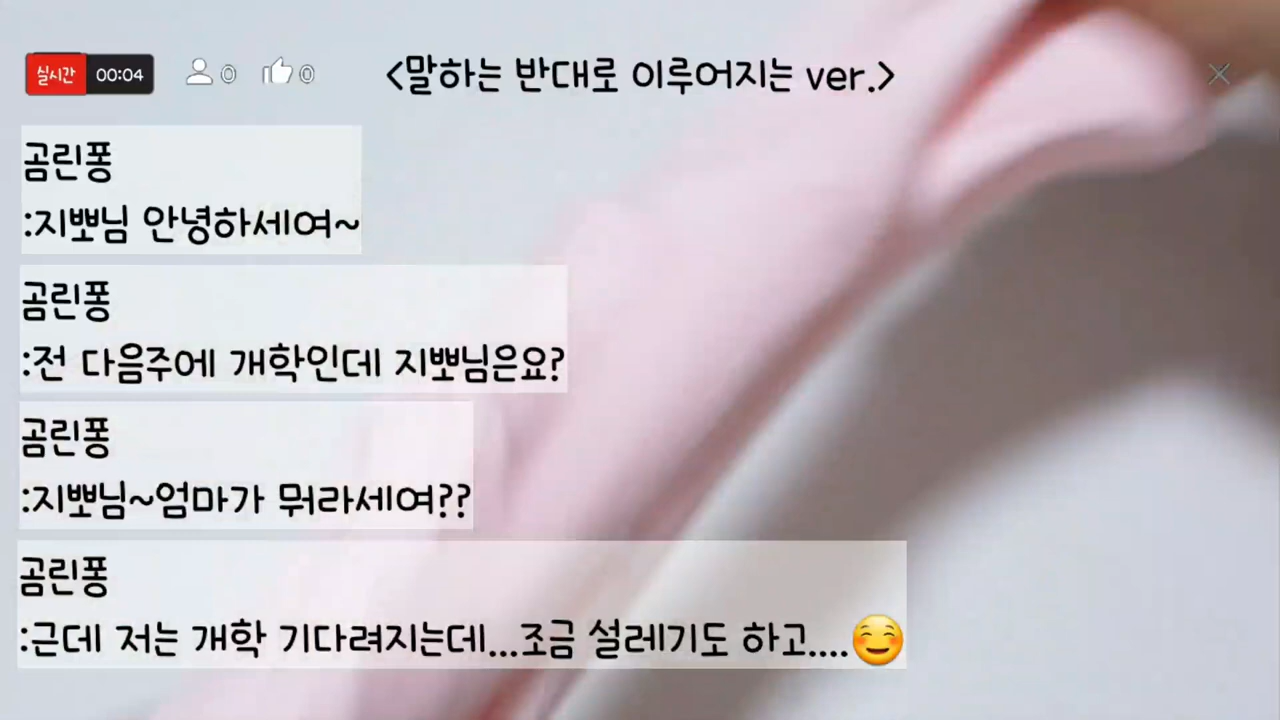 실시간 00:04 0 0 <말하는 반대로 이루어지는 ver.>
곰린퐁
:지뽀님 안녕하세여~
곰린퐁
:전 다음주에 개학인데 지뽀님은요?
곰린퐁
:지뽀님~엄마가 뭐라세여??
곰린퐁
:근데 저는 개학 기다려지는데...조금 설레기도 하고....😊